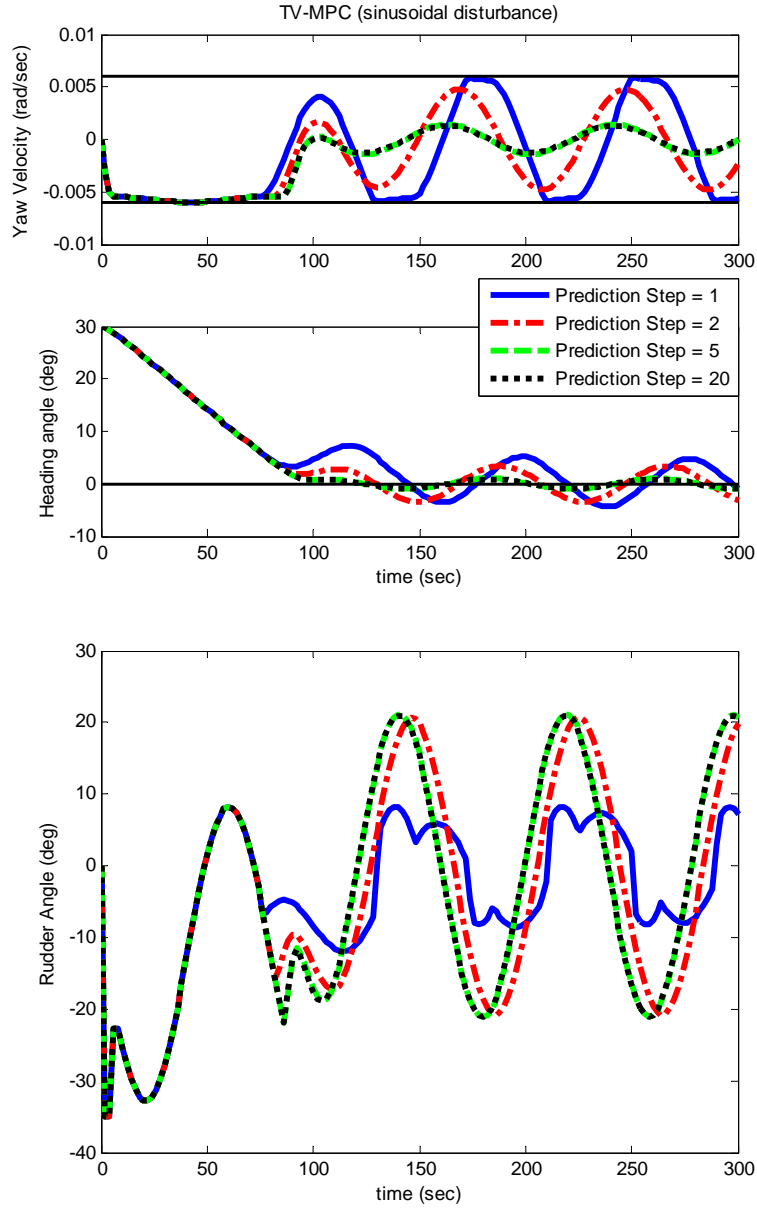 TV-MPC (sinusoidal disturbance)
0.01
0.005
0
-0.005
-0.01
Yaw Velocity (rad/sec)
0 50 100 150 200 250 300
Prediction Step = 1
Prediction Step = 2
Prediction Step = 5
Prediction Step = 20
30
20
10
0
-10
Heading angle (deg)
0 50 100 150 200 250 300
time (sec)
30
20
10
0
-10
-20
-30
-40
Rudder Angle (deg)
0 50 100 150 200 250 300
time (sec)